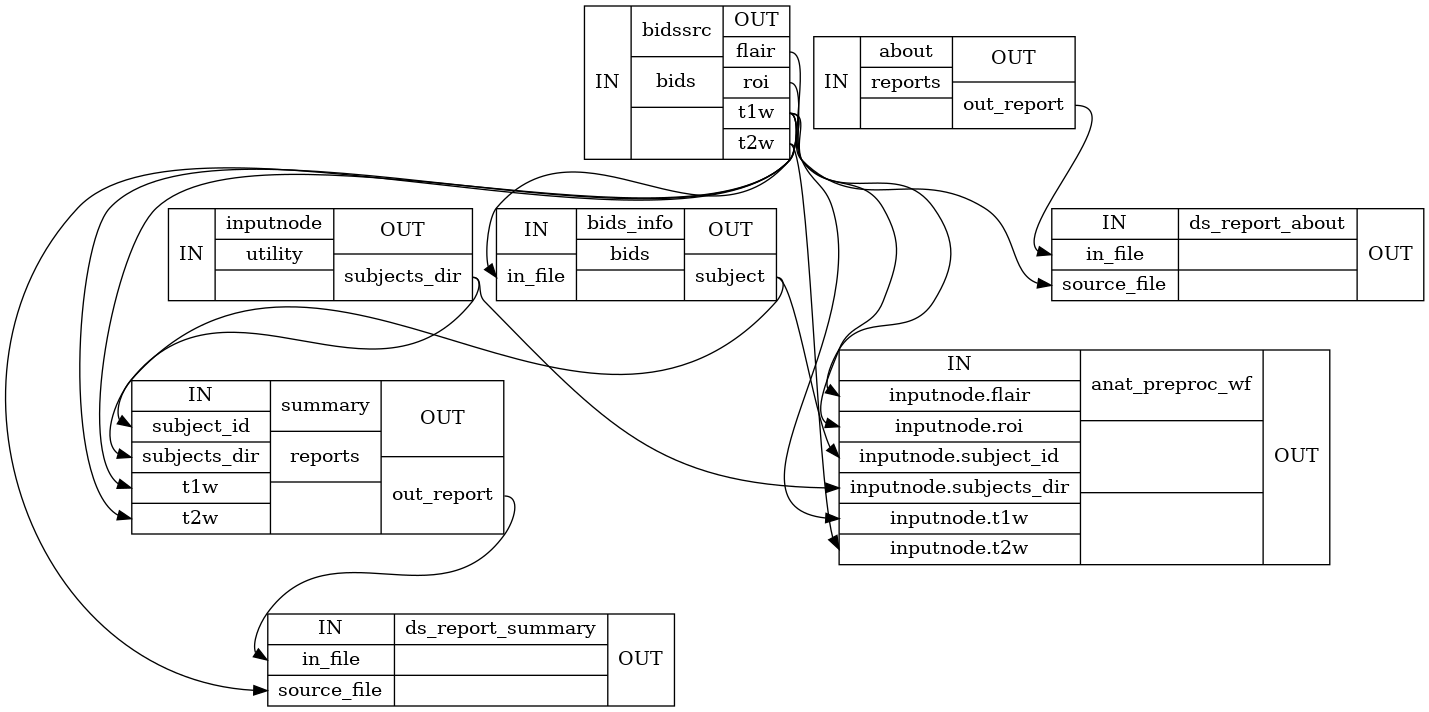 IN
bidssrc
bids
OUT
flair
roi
t1w
t2w
IN
about
reports
OUT
out_report
IN
inputnode
utility
OUT
subjects_dir
IN
in_file
bids_info
bids
OUT
subject
IN
in_file
source_file
ds_report_about
OUT
IN
subject_id
subjects_dir
t1w
t2w
summary
reports
OUT
out_report
IN
inputnode.flair
inputnode.roi
inputnode.subject_id
inputnode.subjects_dir
inputnode.t1w
inputnode.t2w
anat_preproc_wf
OUT
IN
in_file
source_file
ds_report_summary
OUT